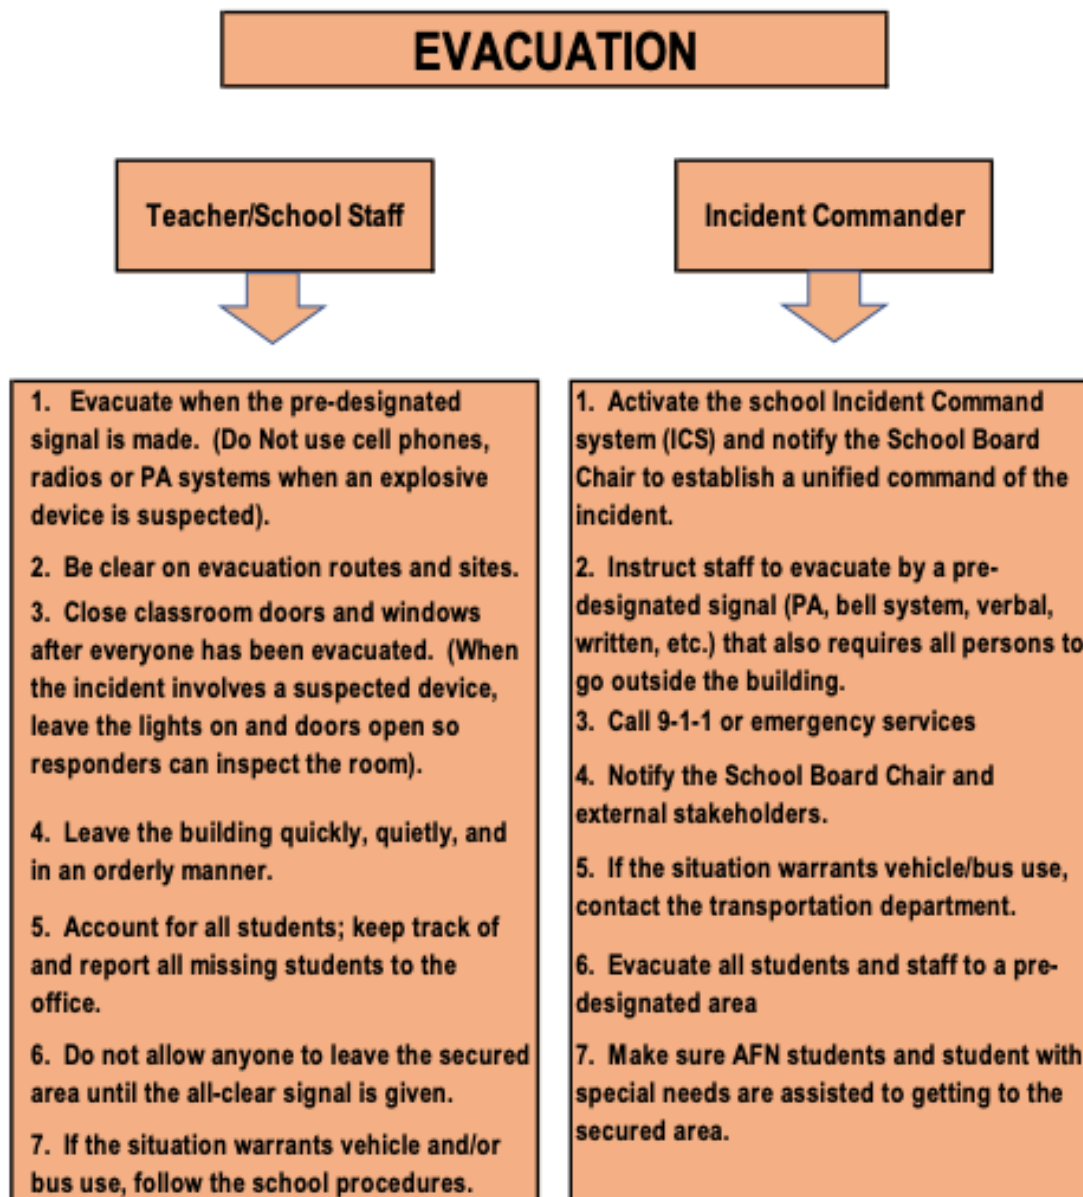 EVACUATION
Teacher/School Staff
1. Evacuate when the pre-designated
signal is made. (Do Not use cell phones,
radios or PA systems when an explosive
device is suspected).
2. Be clear on evacuation routes and sites.
3. Close classroom doors and windows
after everyone has been evacuated. (When
the incident involves a suspected device,
leave the lights on and doors open so
responders can inspect the room).
4. Leave the building quickly, quietly, and
in an orderly manner.
5. Account for all students; keep track of
and report all missing students to the
office.
6. Do not allow anyone to leave the secured
area until the all-clear signal is given.
7. If the situation warrants vehicle and/or
bus use, follow the school procedures.
Incident Commander
1. Activate the school Incident Command
system (ICS) and notify the School Board
Chair to establish a unified command of the
incident.
2. Instruct staff to evacuate by a pre-
designated signal (PA, bell system, verbal,
written, etc.) that also requires all persons to
go outside the building.
3. Call 9-1-1 or emergency services
4. Notify the School Board Chair and
external stakeholders.
5. If the situation warrants vehicle/bus use,
contact the transportation department.
6. Evacuate all students and staff to a pre-
designated area
7. Make sure AFN students and student with
special needs are assisted to getting to the
secured area.